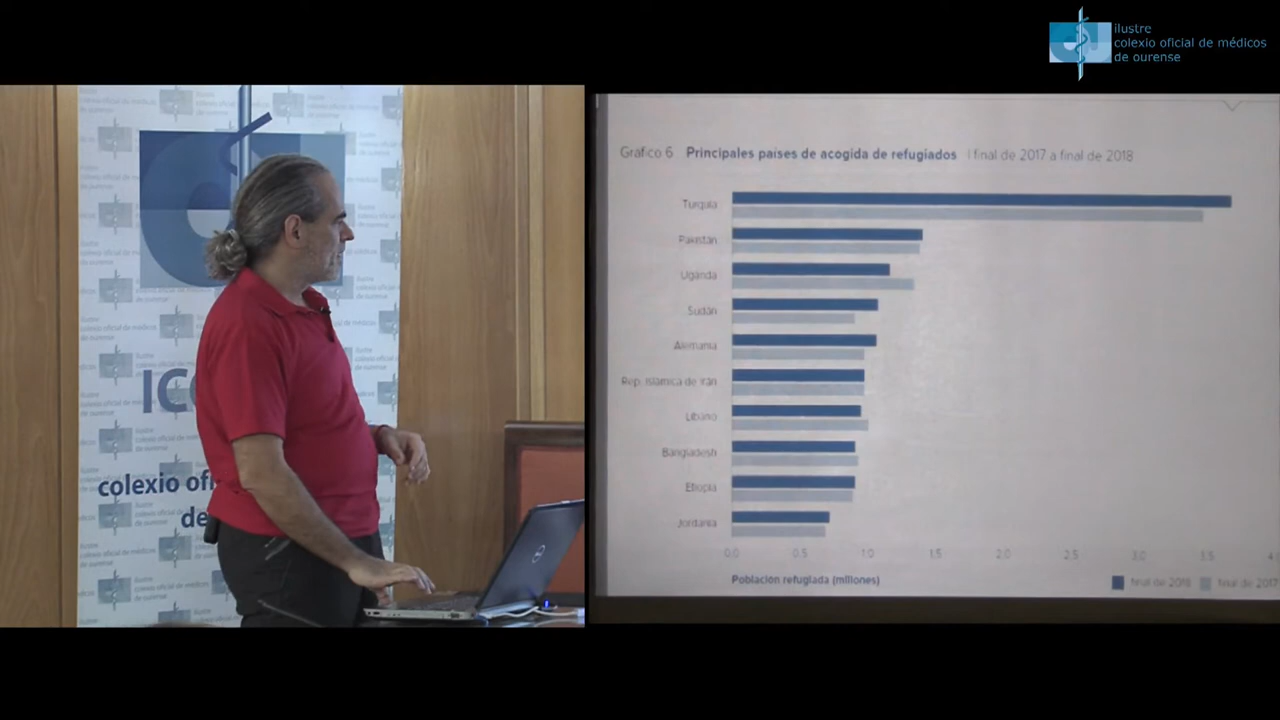 ilustre
colexio oficial de médicos
de ourense
Gráfico 6 Principales países de acogida de refugiados | final de 2017 a final de 2018
Turquía
Pakistán
Uganda
Sudán
Alemania
Rep. Islámica de Irán
Líbano
Bangladesh
Etiopía
Jordania
0.0 0.5 1.0 1.5 2.0 2.5 3.0 3.5
Población refugiada (millones)
final de 2018 final de 2017
colexio ofi
de